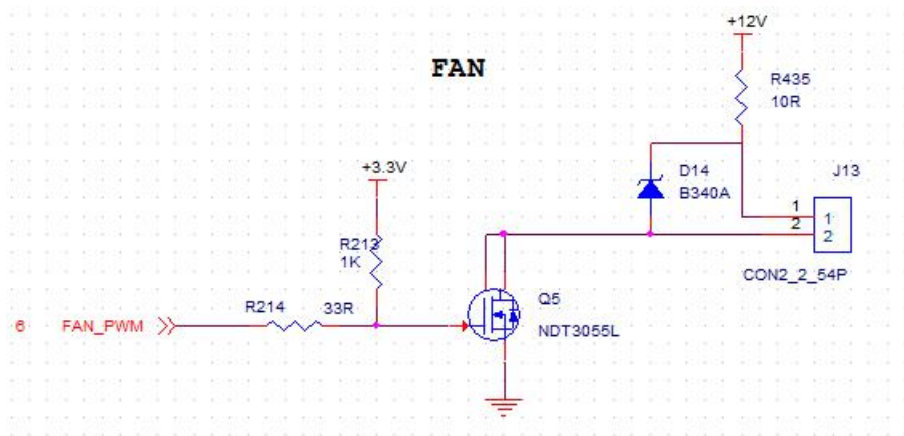 +12V
FAN
R435
10R
+3.3V
D14
B340A
J13
1
1
2
2
R213
1K
CON2_2_54P
R214
33R
Q5
6
FAN_PWM
NDT3055L